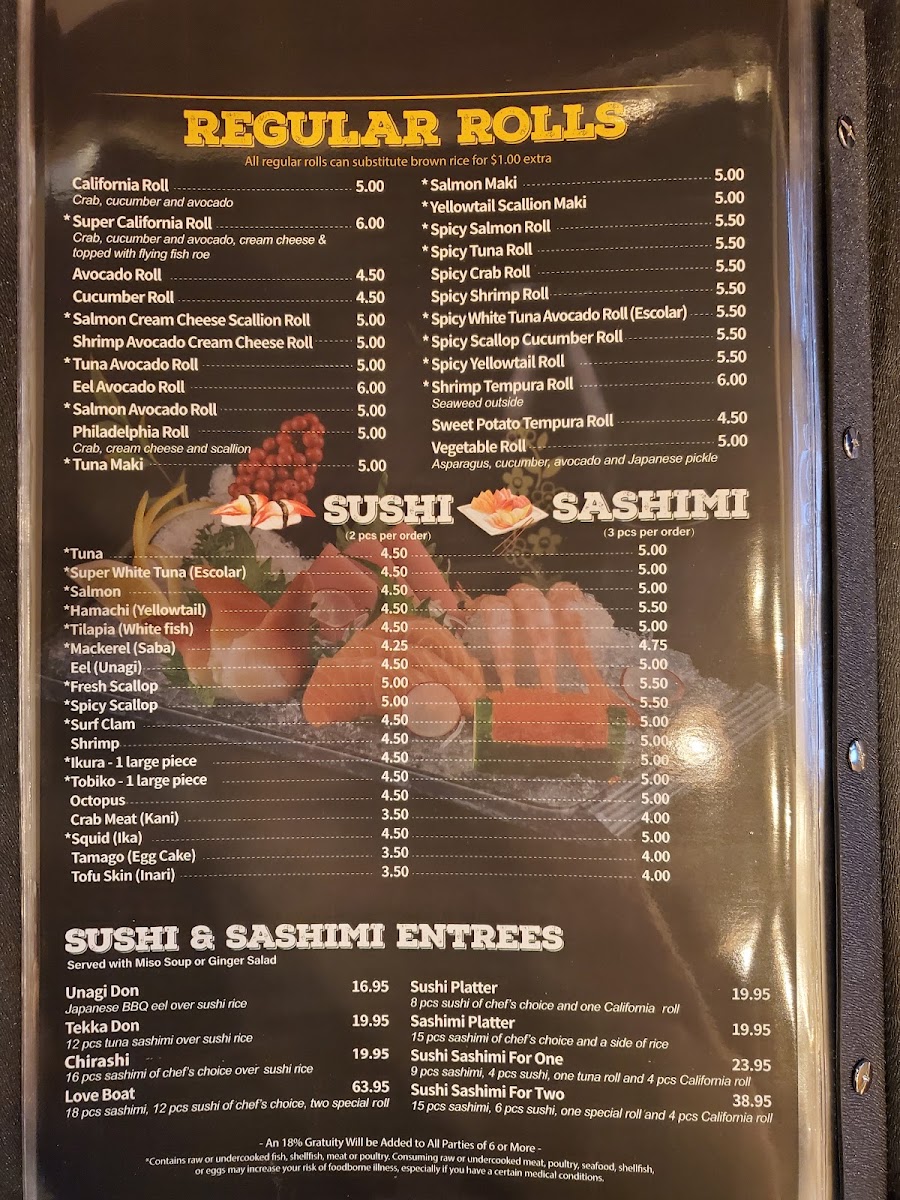 REGULAR ROLLS
All regular rolls can substitute brown rice for $1.00 extra
California Roll 5.00
Crab, cucumber and avocado
*Super California Roll 6.00
Crab, cucumber and avocado, cream cheese &
topped with flying fish roe
Avocado Roll 4.50
Cucumber Roll 4.50
*Salmon Cream Cheese Scallion Roll 5.00
Shrimp Avocado Cream Cheese Roll 5.00
*Tuna Avocado Roll 5.00
Eel Avocado Roll 6.00
*Salmon Avocado Roll 5.00
Philadelphia Roll 5.00
Crab, cream cheese and scallion
*Tuna Maki 5.00
*Salmon Maki 5.00
*Yellowtail Scallion Maki 5.00
*Spicy Salmon Roll 5.50
*Spicy Tuna Roll 5.50
Spicy Crab Roll 5.50
Spicy Shrimp Roll 5.50
*Spicy White Tuna Avocado Roll (Escolar) 5.50
*Spicy Scallop Cucumber Roll 5.50
*Spicy Yellowtail Roll 5.50
*Shrimp Tempura Roll 6.00
Seaweed outside
Sweet Potato Tempura Roll 4.50
Vegetable Roll 5.00
Asparagus, cucumber, avocado and Japanese pickle
SUSHI SASHIMI
(2 pcs per order) (3 pcs per order)
*Tuna 4.50 5.00
*Super White Tuna (Escolar) 4.50 5.00
*Salmon 4.50 5.00
*Hamachi (Yellowtail) 4.50 5.50
*Tilapia (White fish) 4.50 5.00
*Mackerel (Saba) 4.25 4.75
Eel (Unagi) 4.50 5.00
*Fresh Scallop 5.00 5.50
*Spicy Scallop 5.00 5.50
*Surf Clam 4.50 5.00
Shrimp 4.50 5.00
*Ikura - 1 large piece 4.50 5.00
*Tobiko - 1 large piece 4.50 5.00
Octopus 4.50 5.00
Crab Meat (Kani) 3.50 4.00
*Squid (Ika) 4.50 5.00
Tamago (Egg Cake) 3.50 4.00
Tofu Skin (Inari) 3.50 4.00
SUSHI & SASHIMI ENTREES
Served with Miso Soup or Ginger Salad
Unagi Don 16.95
Japanese BBQ eel over sushi rice
Tekka Don 19.95
12 pcs tuna sashimi over sushi rice
Chirashi 19.95
16 pcs sashimi of chef's choice over sushi rice
Love Boat 63.95
18 pcs sashimi, 12 pcs sushi of chef's choice, two special roll
Sushi Platter 19.95
8 pcs sushi of chef's choice and one California roll
Sashimi Platter 19.95
15 pcs sashimi of chef's choice and a side of rice
Sushi Sashimi For One 23.95
9 pcs sashimi, 4 pcs sushi, one tuna roll and 4 pcs California roll
Sushi Sashimi For Two 38.95
15 pcs sashimi, 6 pcs sushi, one special roll and 4 pcs California roll
- An 18% Gratuity Will be Added to All Parties of 6 or More -
*Contains raw or undercooked fish, shellfish, meat or poultry. Consuming raw or undercooked meat, poultry, seafood, shellfish,
or eggs may increase your risk of foodborne illness, especially if you have a certain medical conditions.